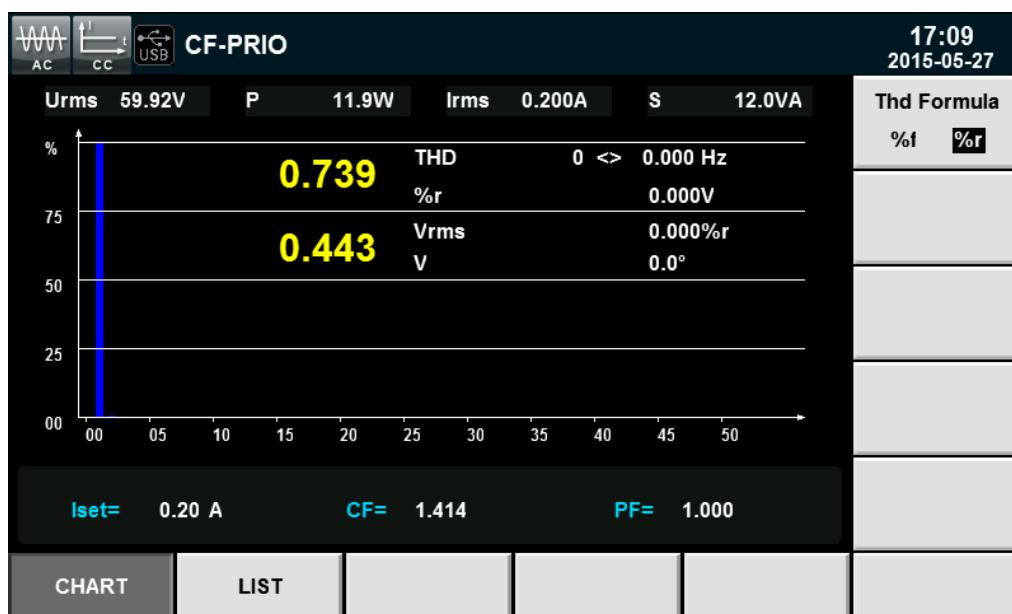 AC
I
t
CC
USB
CF-PRIO
17:09
2015-05-27
Urms 59.92V P 11.9W Irms 0.200A S 12.0VA
Thd Formula
%f %r
%
0.739
THD 0 <> 0.000 Hz
%r 0.000V
75
0.443
Vrms 0.000%r
V 0.0°
50
25
00
00 05 10 15 20 25 30 35 40 45 50
Iset= 0.20 A CF= 1.414 PF= 1.000
CHART LIST